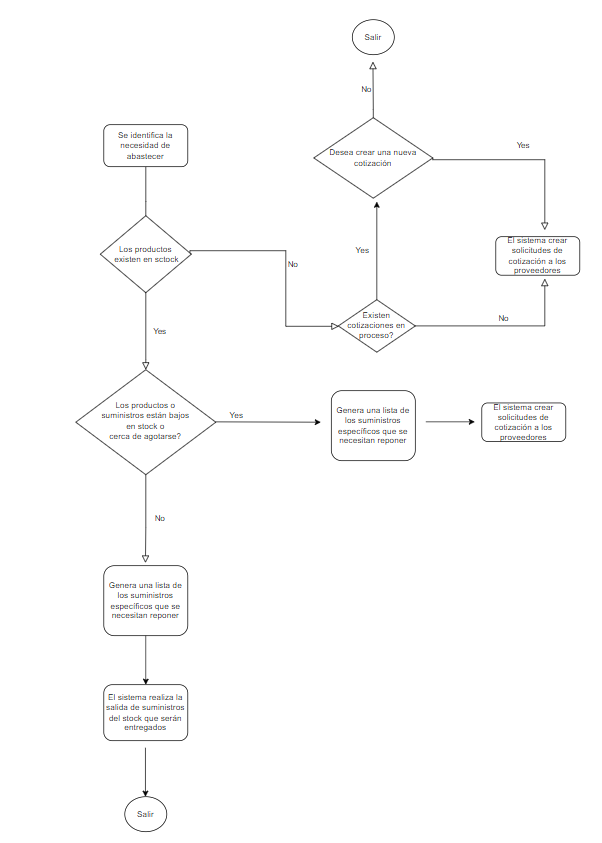 Salir
No
Se identifica la
necesidad de
abastecer
Desea crear una nueva
cotización
Yes
Los productos
existen en sctock
No
Yes
El sistema crear
solicitudes de
cotización a los
proveedores
Existen
cotizaciones en
proceso?
No
Yes
Los productos o
suministros están bajos
en stock o
cerca de agotarse?
Yes
Genera una lista de
los suministros
específicos que se
necesitan reponer
El sistema crear
solicitudes de
cotización a los
proveedores
No
Genera una lista de
los suministros
específicos que se
necesitan reponer
El sistema realiza la
salida de suministros
del stock que serán
entregados
Salir